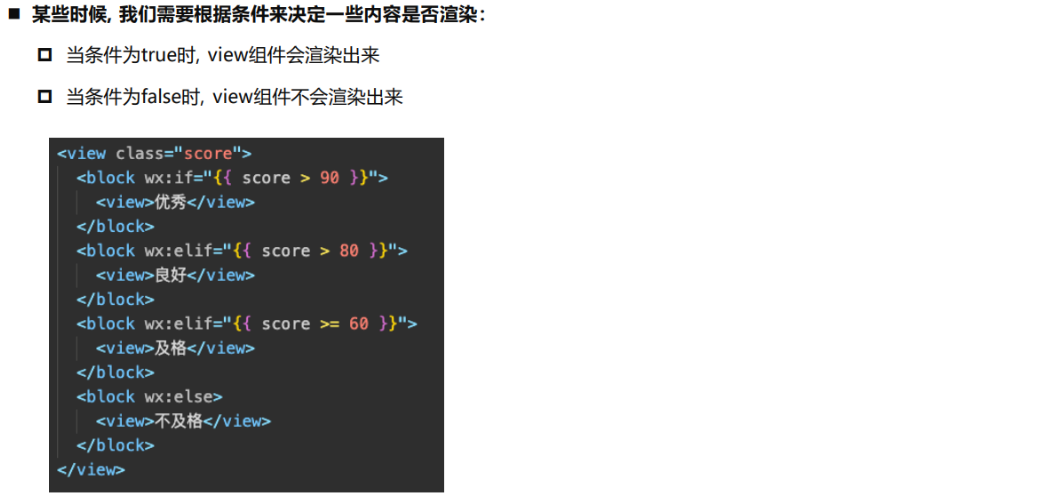 ■ 某些时候, 我们需要根据条件来决定一些内容是否渲染：
当条件为true时, view组件会渲染出来
当条件为false时, view组件不会渲染出来
<view class="score">
<block wx:if="{{ score > 90 }}">
<view>优秀</view>
</block>
<block wx:elif="{{ score > 80 }}">
<view>良好</view>
</block>
<block wx:elif="{{ score >= 60 }}">
<view>及格</view>
</block>
<block wx:else>
<view>不及格</view>
</block>
</view>